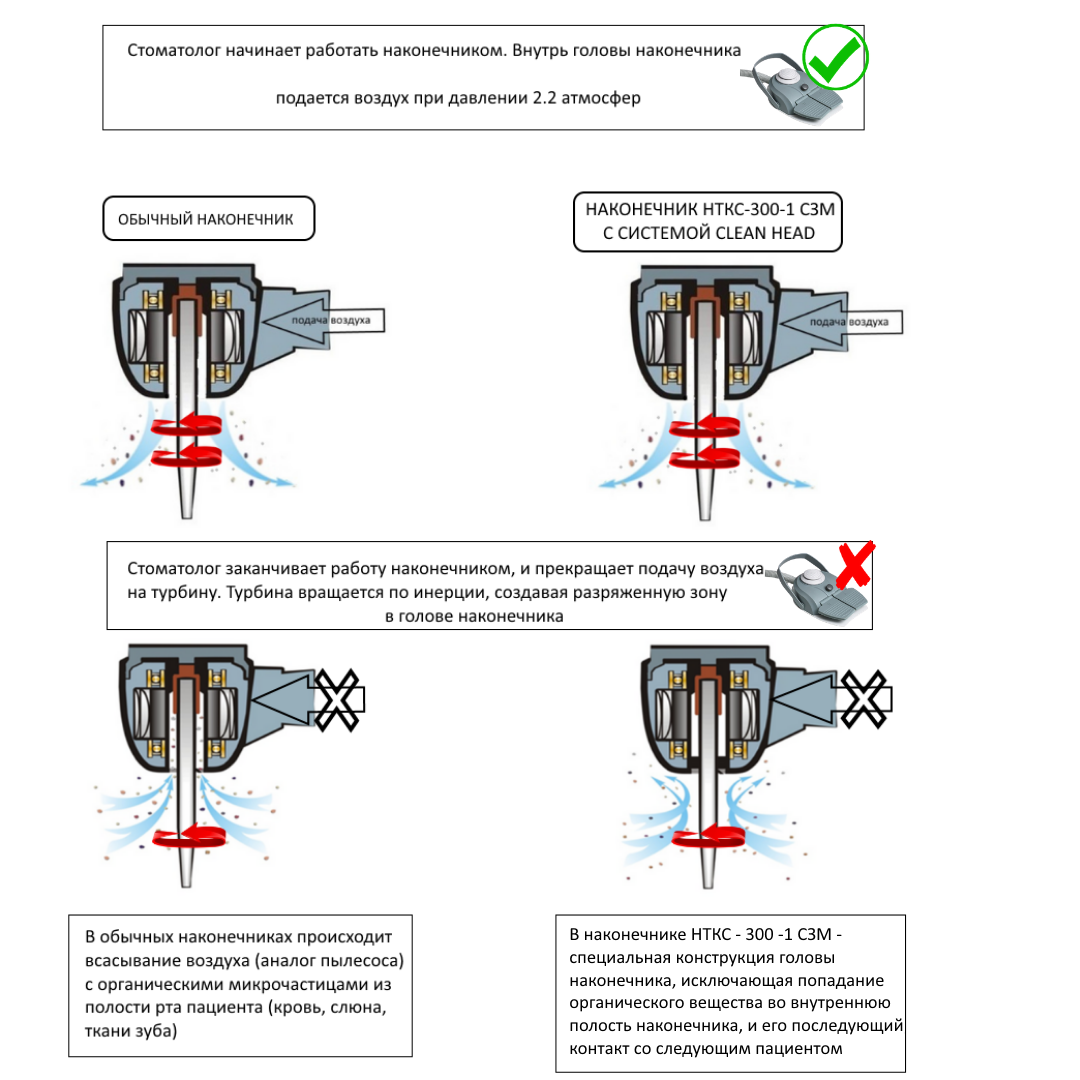 Стоматолог начинает работать наконечником. Внутрь головы наконечника
подается воздух при давлении 2.2 атмосфер
ОБЫЧНЫЙ НАКОНЕЧНИК
НАКОНЕЧНИК НТКС-300-1 СЗМ
С СИСТЕМОЙ CLEAN HEAD
подача воздуха
подача воздуха
Стоматолог заканчивает работу наконечником, и прекращает подачу воздуха
на турбину. Турбина вращается по инерции, создавая разряженную зону
в голове наконечника
В обычных наконечниках происходит
всасывание воздуха (аналог пылесоса)
с органическими микрочастицами из
полости рта пациента (кровь, слюна,
ткани зуба)
В наконечнике НТКС - 300 -1 СЗМ -
специальная конструкция головы
наконечника, исключающая попадание
органического вещества во внутреннюю
полость наконечника, и его последующий
контакт со следующим пациентом